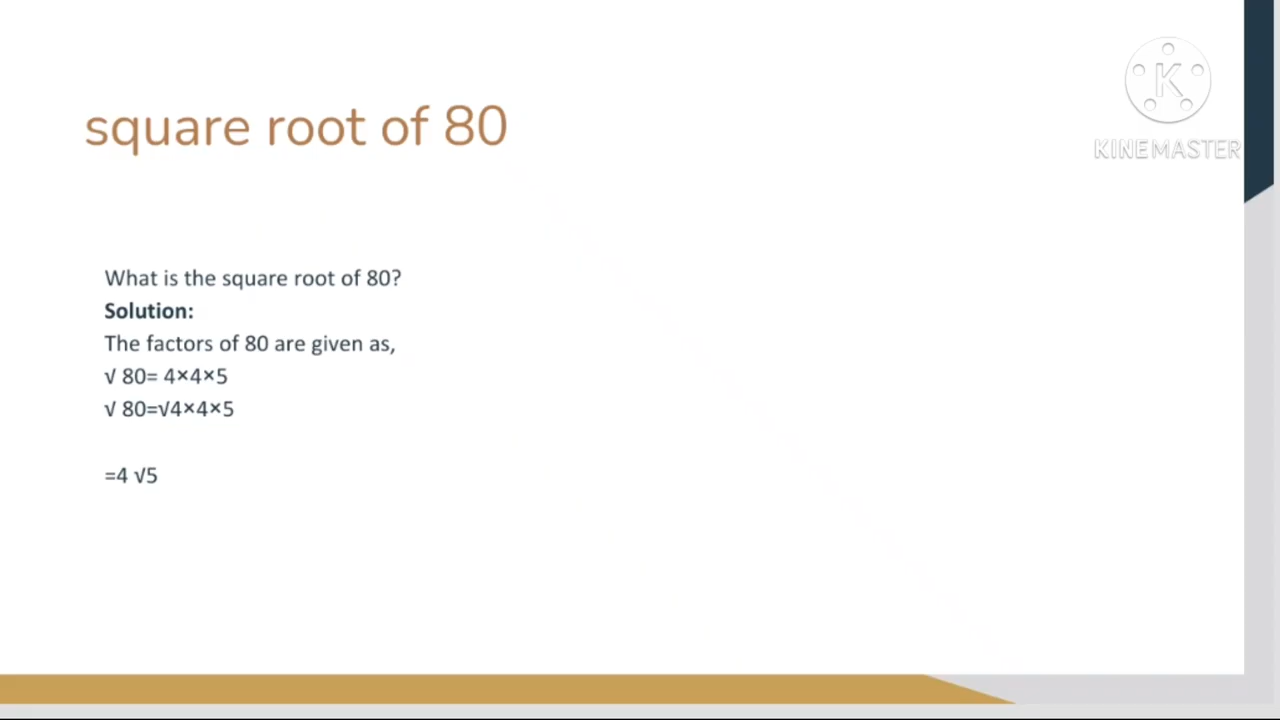 K
KINEMASTER
square root of 80
What is the square root of 80?
Solution:
The factors of 80 are given as,
√ 80= 4×4×5
√ 80=√4×4×5
=4 √5